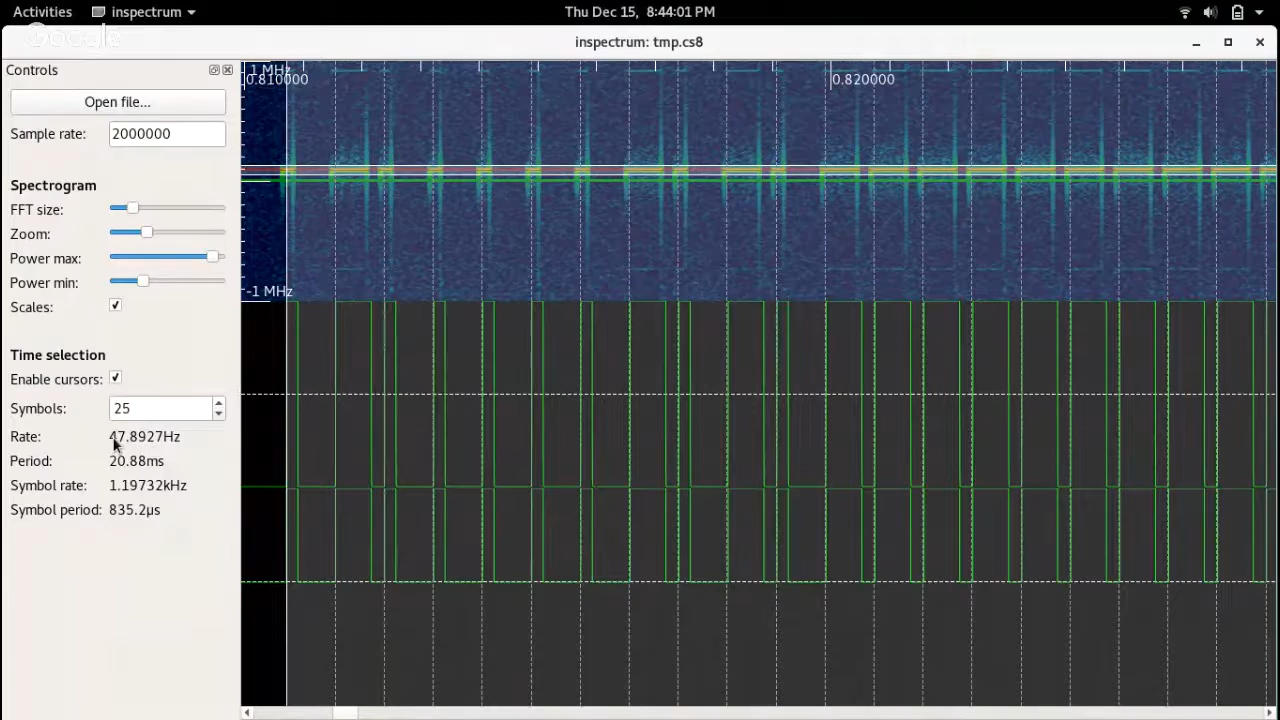 Activities
inspectrum
Thu Dec 15, 8:44:01 PM
Google
inspectrum: tmp.cs8
Controls
Open file...
Sample rate: 2000000
Spectrogram
FFT size:
Zoom:
Power max:
Power min:
Scales:
Time selection
Enable cursors:
Symbols: 25
Rate: 47.8927Hz
Period: 20.88ms
Symbol rate: 1.19732kHz
Symbol period: 835.2µs
1 MHz
0.810000
0.820000
-1 MHz